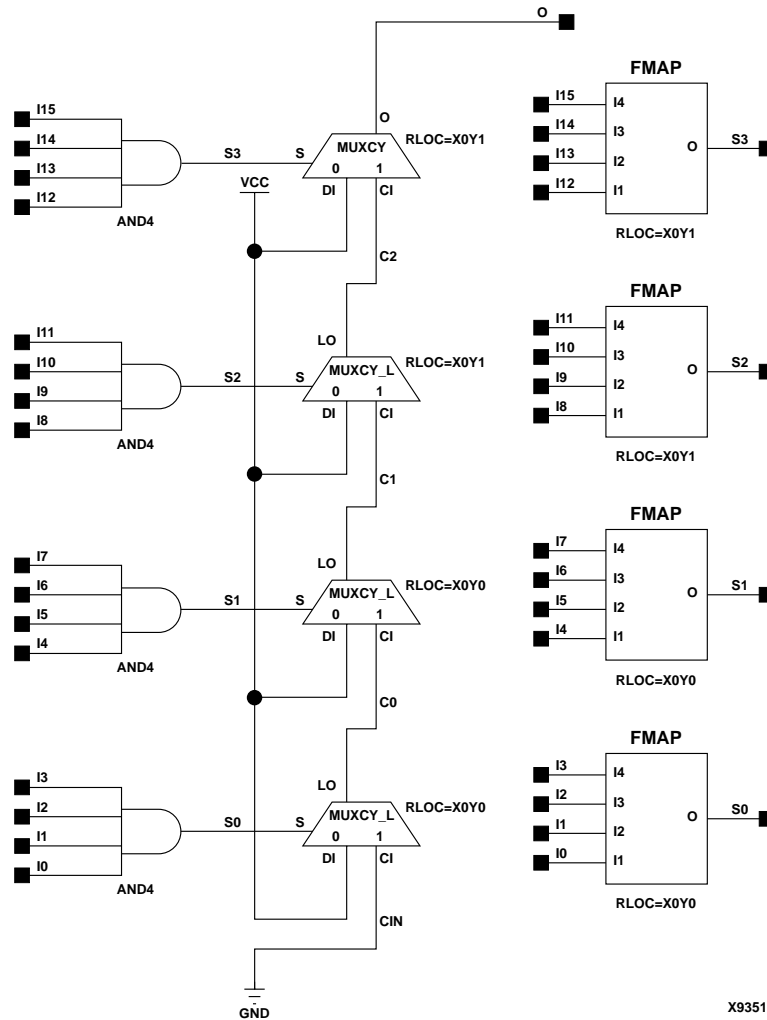 O
FMAP
I15
I14
I13
I12
AND4
S3
S
MUXCY
0 1
O
RLOC=X0Y1
VCC
DI
CI
C2
I15
I14
I13
I12
I4
I3
I2
I1
O
S3
RLOC=X0Y1
FMAP
I11
I10
I9
I8
AND4
S2
S
LO
MUXCY_L
0 1
RLOC=X0Y1
DI
CI
C1
I11
I10
I9
I8
I4
I3
I2
I1
O
S2
RLOC=X0Y1
FMAP
I7
I6
I5
I4
AND4
S1
S
LO
MUXCY_L
0 1
RLOC=X0Y0
DI
CI
C0
I7
I6
I5
I4
I4
I3
I2
I1
O
S1
RLOC=X0Y0
FMAP
I3
I2
I1
I0
AND4
S0
S
LO
MUXCY_L
0 1
RLOC=X0Y0
DI
CI
CIN
GND
I3
I2
I1
I0
I4
I3
I2
I1
O
S0
RLOC=X0Y0
X9351